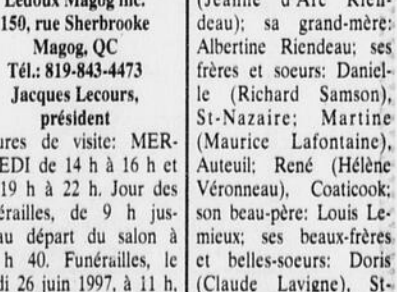 Ledoux Magog inc.
150, rue Sherbrooke
Magog, QC
Tél.: 819-843-4473
Jacques Lecours,
président
ures de visite: MER-
EDI de 14 h à 16 h et
19 h à 22 h. Jour des
érailles, de 9 h jus-
au départ du salon à
h 40. Funérailles, le
di 26 juin 1997, à 11 h,
(Jeanne d'Arc Rien-
deau); sa grand-mère:
Albertine Riendeau; ses
frères et soeurs: Daniel-
le (Richard Samson),
St-Nazaire; Martine
(Maurice Lafontaine),
Auteuil; René (Hélène
Véronneau), Coaticook;
son beau-père: Louis Le-
mieux; ses beaux-frères
et belles-soeurs: Doris
(Claude Lavigne), St-